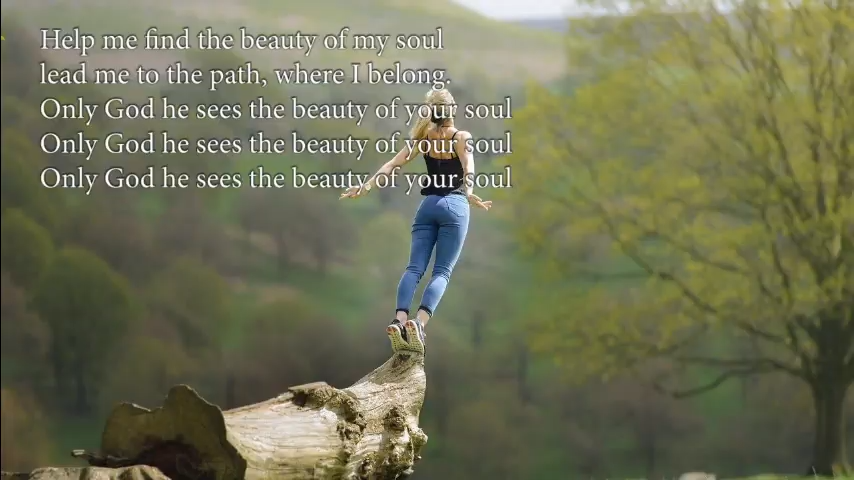 Help me find the beauty of my soul
lead me to the path, where I belong.
Only God he sees the beauty of your soul
Only God he sees the beauty of your soul
Only God he sees the beauty of your soul